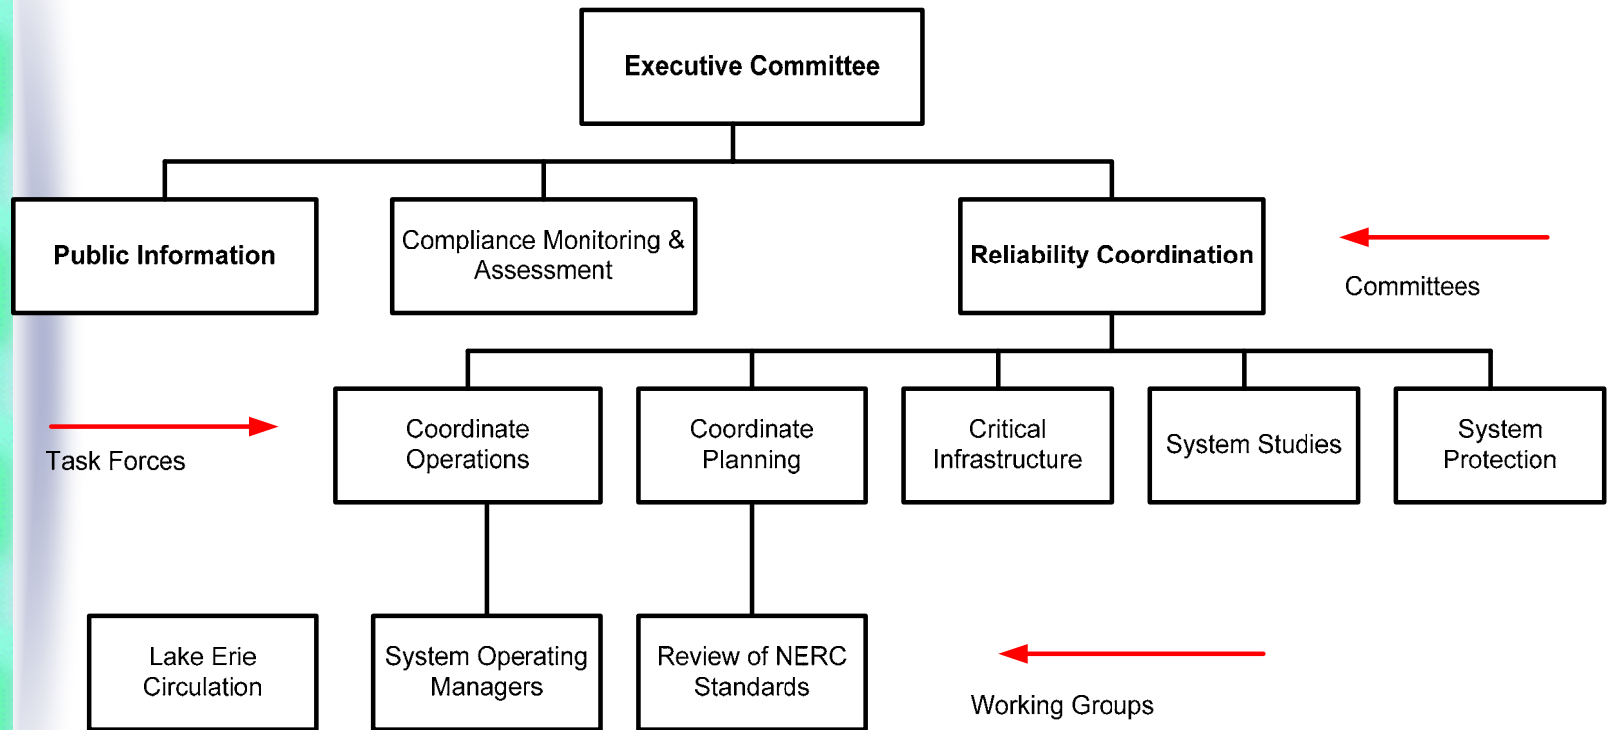 Executive Committee
Public Information
Compliance Monitoring &
Assessment
Reliability Coordination
Committees
Task Forces
Coordinate
Operations
Coordinate
Planning
Critical
Infrastructure
System Studies
System
Protection
Lake Erie
Circulation
System Operating
Managers
Review of NERC
Standards
Working Groups